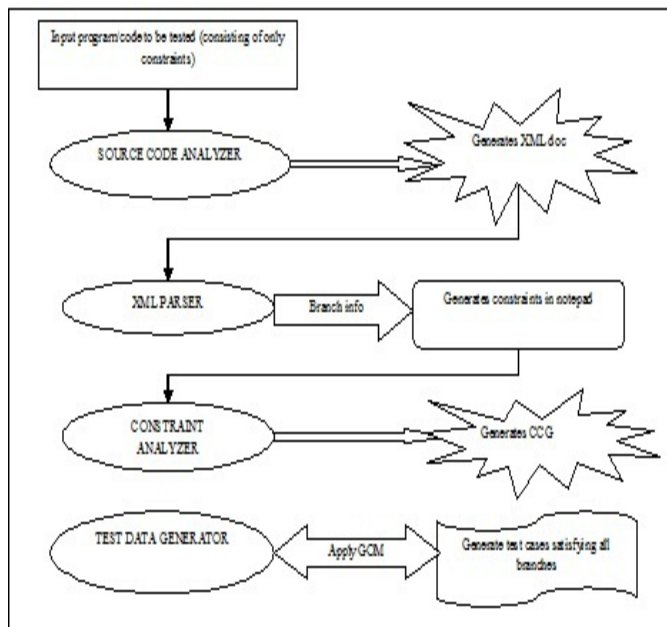 Input program/code to be tested (consisting of only
constraints)
SOURCE CODE ANALYZER
Generates XML doc
XML PARSER
Branch info
Generates constraints in notepad
CONSTRAINT
ANALYZER
Generates CCG
TEST DATA GENERATOR
Apply GCM
Generate test cases satisfying all
branches